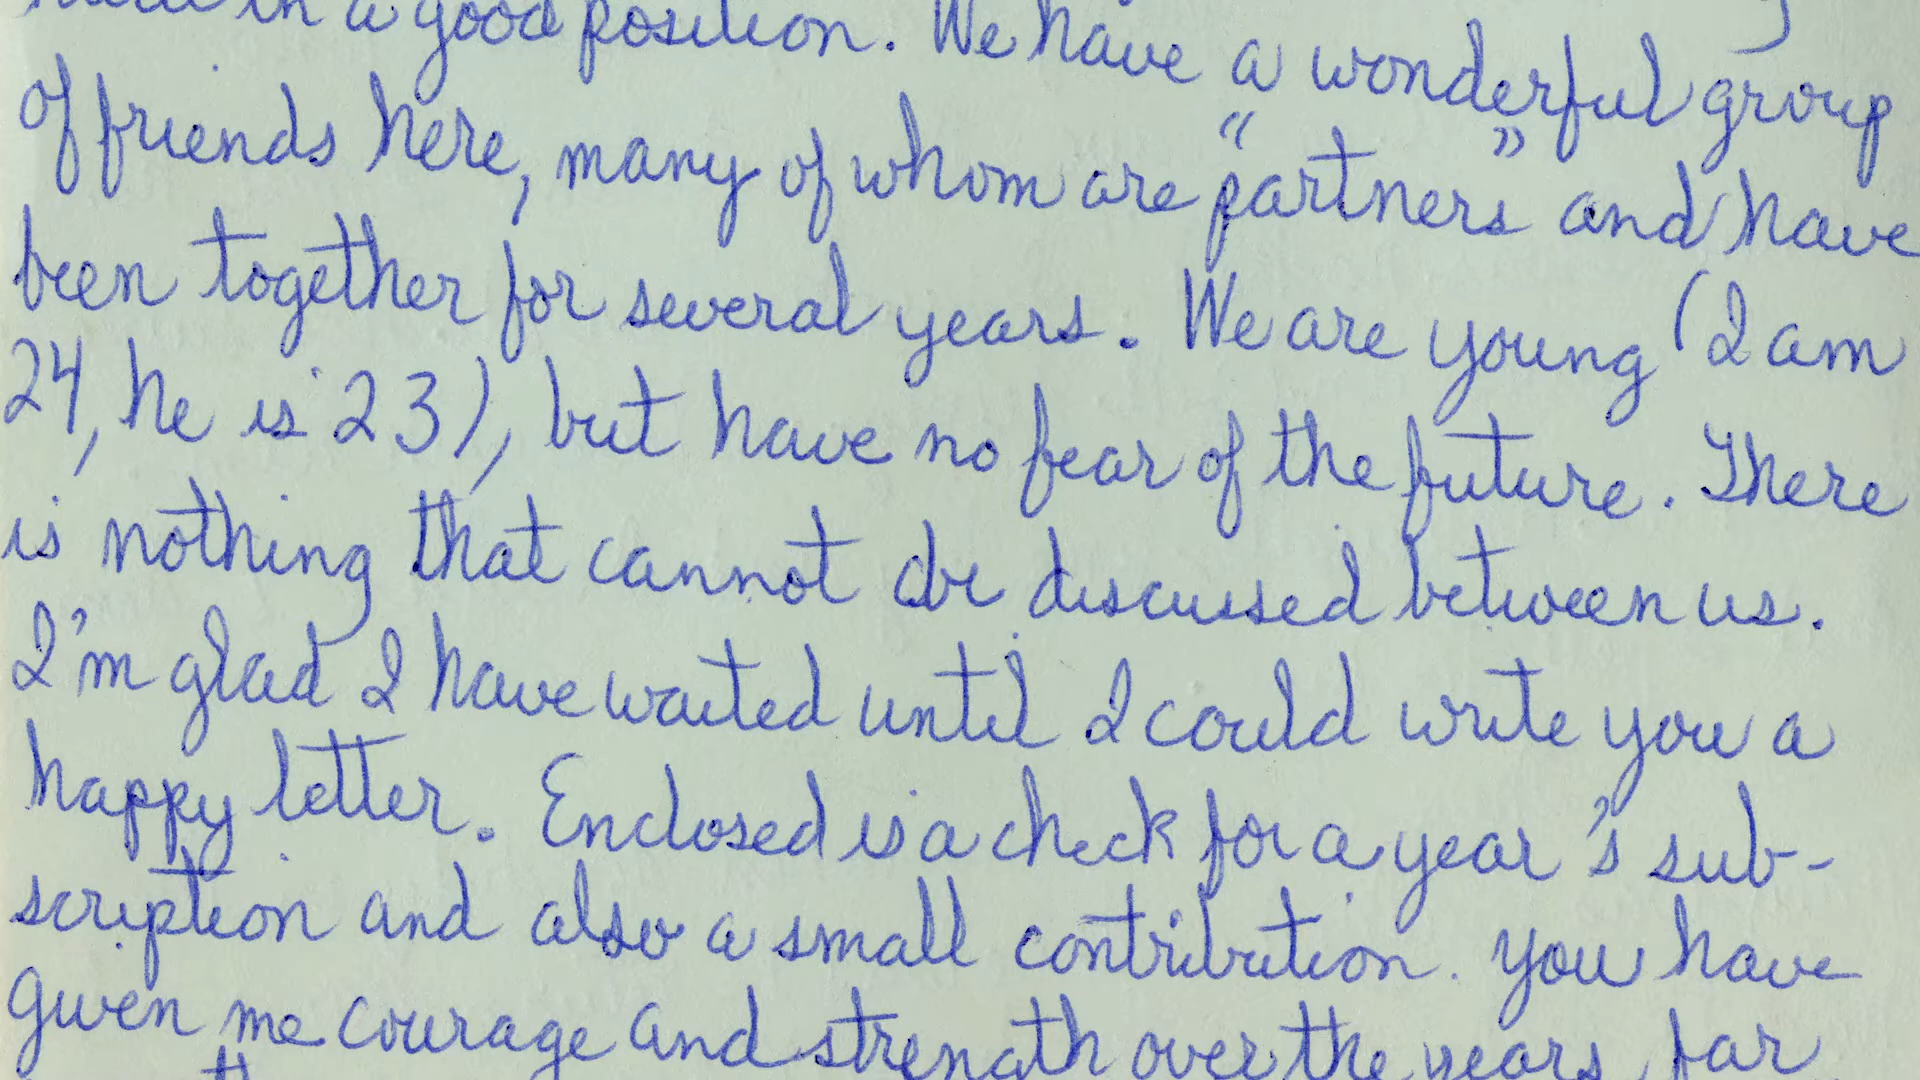 in a good position. We have a wonderful group
of friends here, many of whom are "partners" and have
been together for several years. We are young (I am
24, he is 23), but have no fear of the future. There
is nothing that cannot be discussed between us.
I'm glad I have waited until I could write you a
happy letter. Enclosed is a check for a year's sub-
scription and also a small contribution. You have
given me courage and strength over the years, far